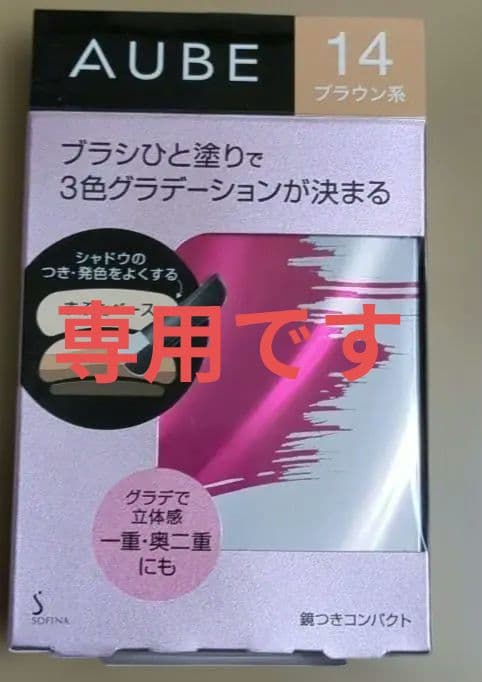 AUBE
14
ブラウン系
ブラシひと塗りで
3色グラデーションが決まる
シャドウの
つき・発色をよくする
専用です
グラデで
立体感
一重・奥二重
にも
SOFINA
鏡つきコンパクト